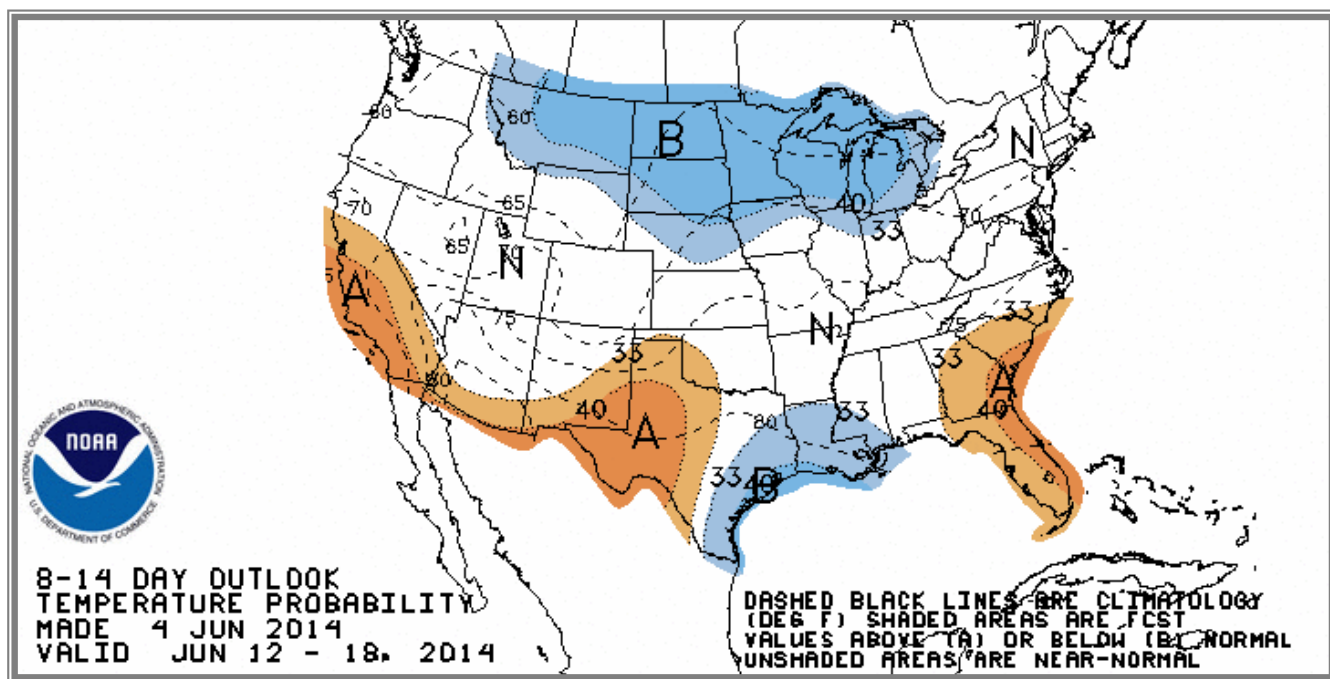 60
60
B
N
40
33
70
70
65
65
70
N
75
A
5
N
75
33
33
33
80
40
A
80
33
A
40
33
B
40
NATIONAL OCEANIC AND ATMOSPHERIC ADMINISTRATION
NOAA
U.S. DEPARTMENT OF COMMERCE
8-14 DAY OUTLOOK
TEMPERATURE PROBABILITY
MADE 4 JUN 2014
VALID JUN 12 - 18, 2014
DASHED BLACK LINES ARE CLIMATOLOGY
(DEG F) SHADED AREAS ARE FCST
VALUES ABOVE (A) OR BELOW (B) NORMAL
UNSHADED AREAS ARE NEAR-NORMAL